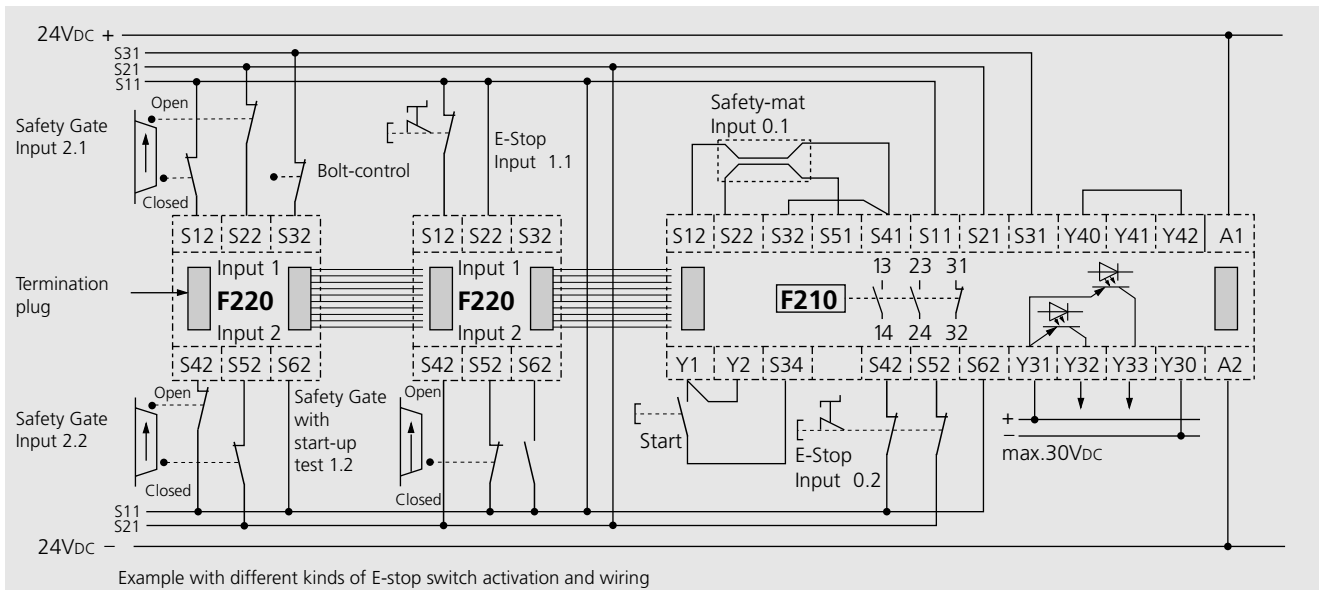 24VDC +
S31
S21
S11
Open
Safety Gate
Input 2.1
Closed
Bolt-control
E-Stop
Input 1.1
Safety-mat
Input 0.1
S12 S22 S32
S12 S22 S32
S12 S22 S32 S51 S41 S11 S21 S31 Y40 Y41 Y42 A1
Termination
plug
Input 1
F220
Input 2
Input 1
F220
Input 2
F210
13 23 31
14 24 32
S42 S52 S62
S42 S52 S62
Y1 Y2 S34 S42 S52 S62 Y31 Y32 Y33 Y30 A2
Open
Safety Gate
Input 2.2
Closed
Safety Gate
with
start-up
test 1.2
Open
Closed
Start
E-Stop
Input 0.2
+
−
max.30VDC
S11
S21
24VDC −
Example with different kinds of E-stop switch activation and wiring